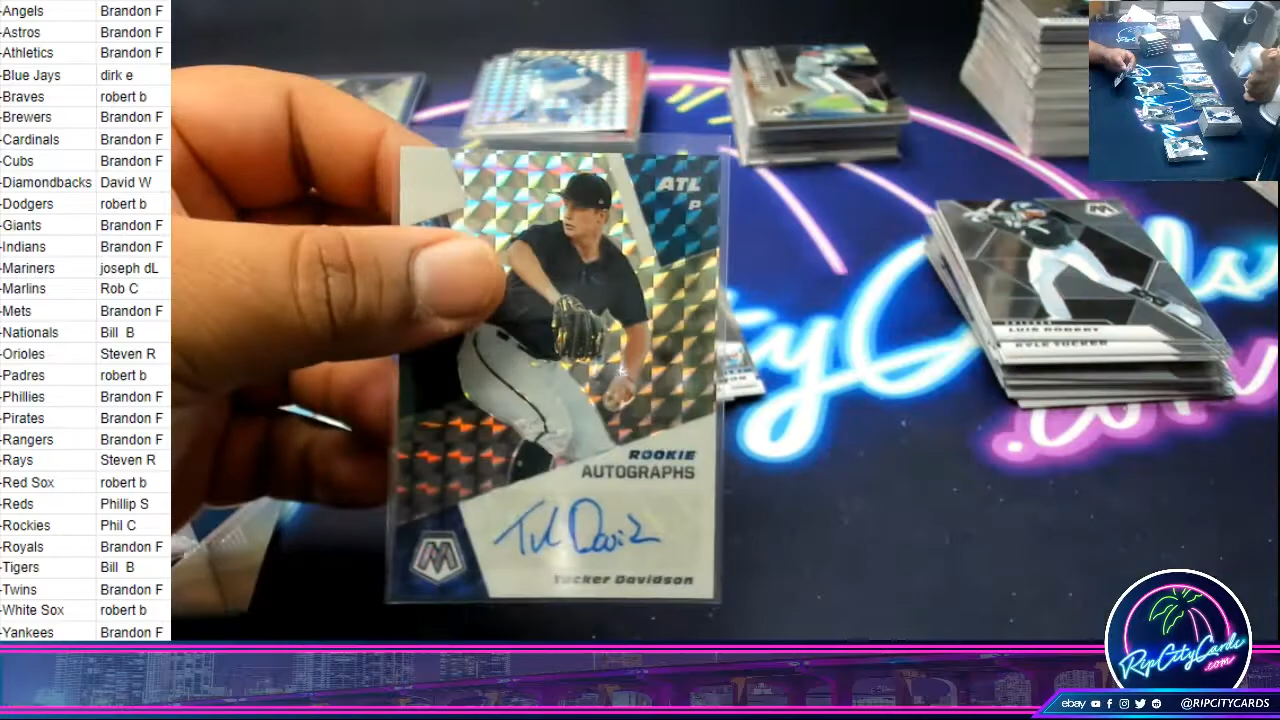 -Angels Brandon F
-Astros Brandon F
-Athletics Brandon F
-Blue Jays dirk e
-Braves robert b
-Brewers Brandon F
-Cardinals Brandon F
-Cubs Brandon F
-Diamondbacks David W
-Dodgers robert b
-Giants Brandon F
-Indians Brandon F
-Mariners joseph dL
-Marlins Rob C
-Mets Brandon F
-Nationals Bill B
-Orioles Steven R
-Padres robert b
-Phillies Brandon F
-Pirates Brandon F
-Rangers Brandon F
-Rays Steven R
-Red Sox robert b
-Reds Phillip S
-Rockies Phil C
-Royals Brandon F
-Tigers Bill B
-Twins Brandon F
-White Sox robert b
-Yankees Brandon F
ATL
P
ROOKIE
AUTOGRAPHS
Tucker Davidson
LUIS ROBERT
KYLE TUCKER
.com
RipCityCards
.com
ebay @RIPCITYCARDS